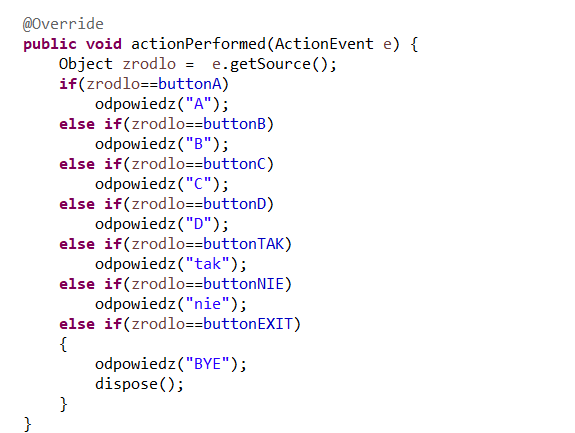 @Override
public void actionPerformed(ActionEvent e) {
    Object zrodlo =  e.getSource();
    if(zrodlo==buttonA)
        odpowiedz("A");
    else if(zrodlo==buttonB)
        odpowiedz("B");
    else if(zrodlo==buttonC)
        odpowiedz("C");
    else if(zrodlo==buttonD)
        odpowiedz("D");
    else if(zrodlo==buttonTAK)
        odpowiedz("tak");
    else if(zrodlo==buttonNIE)
        odpowiedz("nie");
    else if(zrodlo==buttonEXIT)
    {
        odpowiedz("BYE");
        dispose();
    }
}